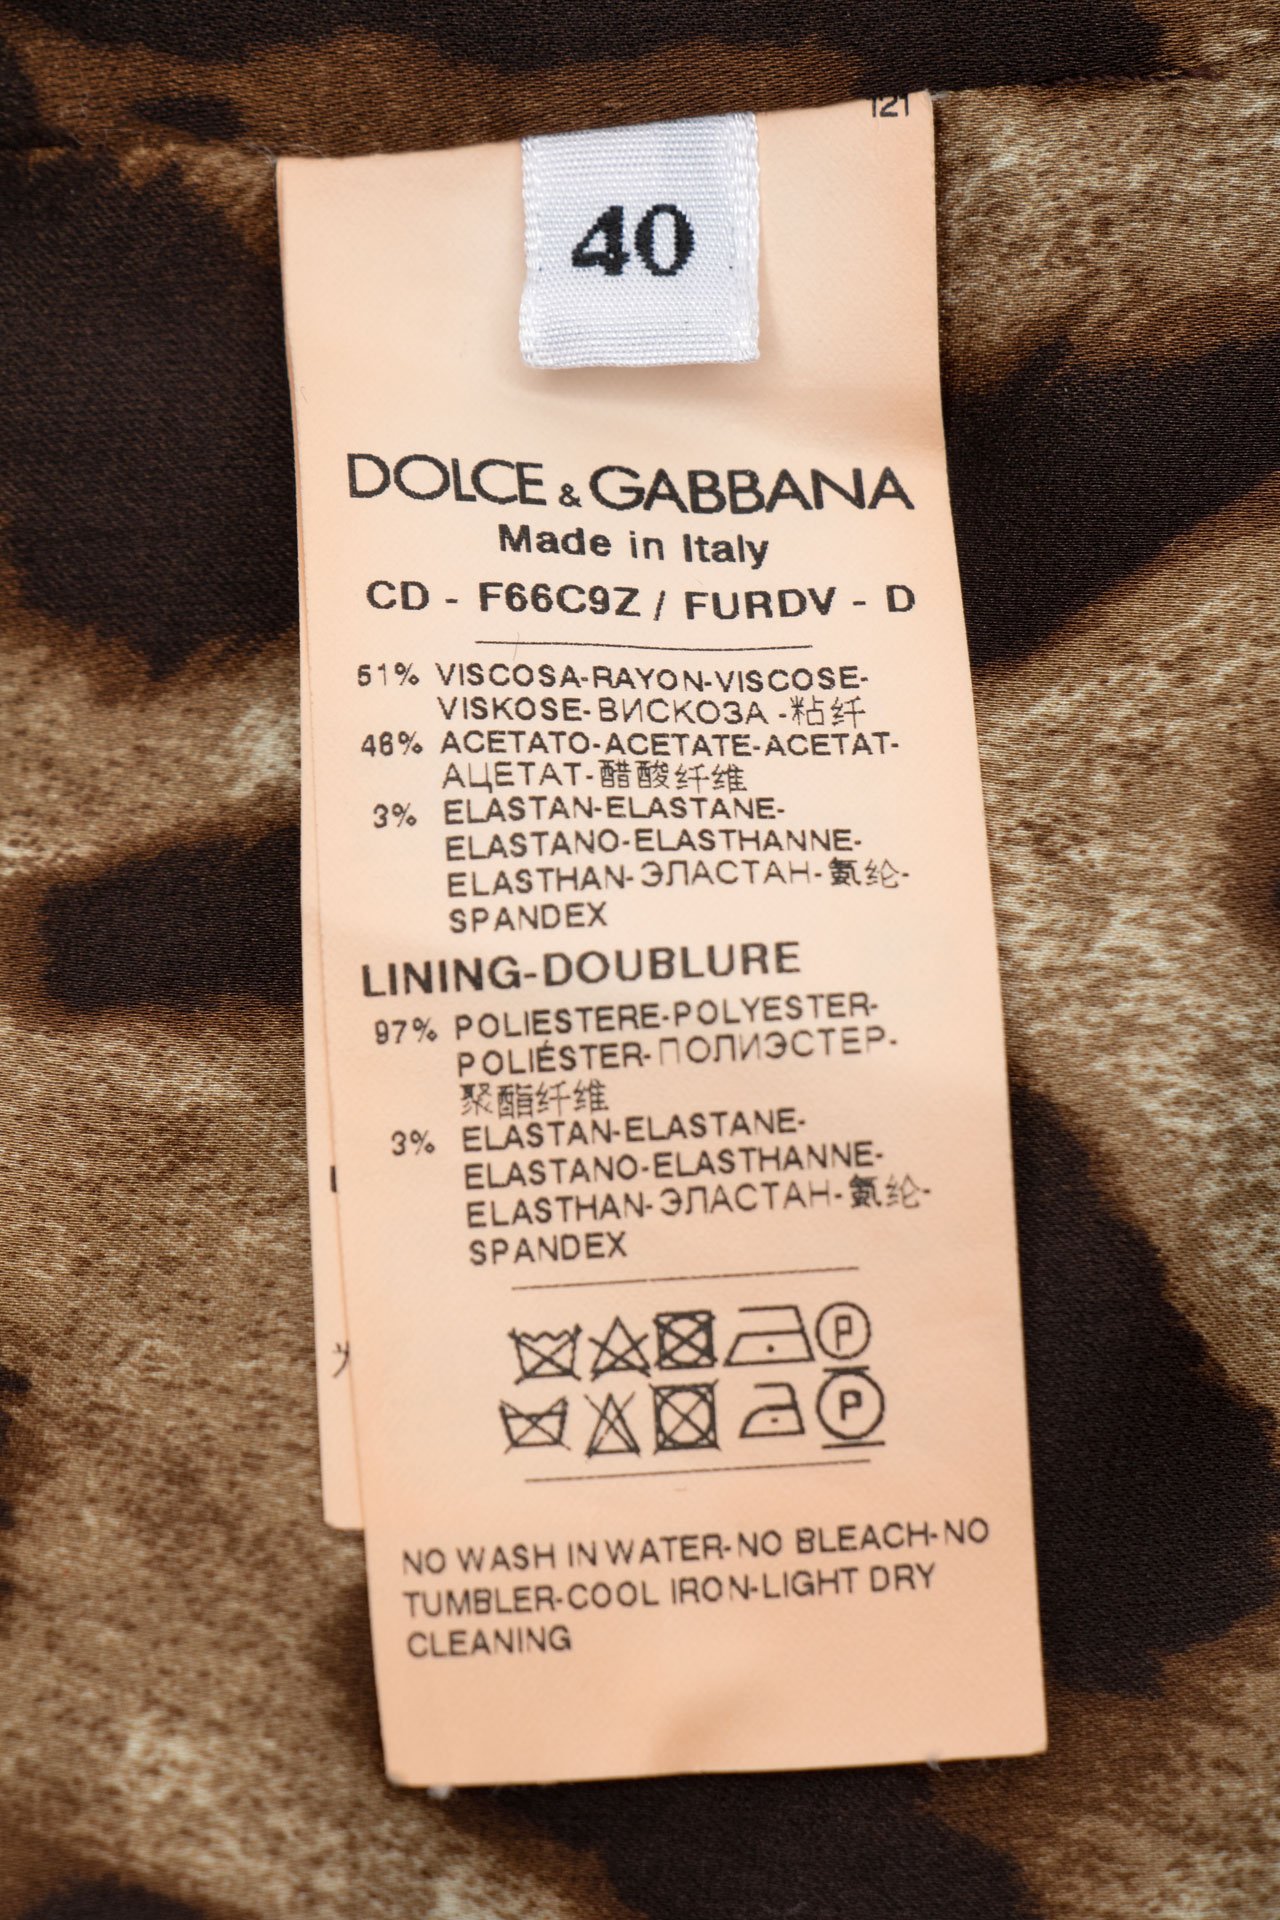 121
40
DOLCE & GABBANA
Made in Italy
CD - F66C9Z / FURDV - D
51% VISCOSA-RAYON-VISCOSE-
VISKOSE-ВИСКОЗА -粘纤
46% ACETATO-ACETATE-ACETAT-
АЦЕТАТ-醋酸纤维
3% ELASTAN-ELASTANE-
ELASTANO-ELASTHANNE-
ELASTHAN-ЭЛАСТАН-氨纶-
SPANDEX
LINING-DOUBLURE
97% POLIESTERE-POLYESTER-
POLIÉSTER-ПОЛИЭСТЕР-
聚酯纤维
3% ELASTAN-ELASTANE-
ELASTANO-ELASTHANNE-
ELASTHAN-ЭЛАСТАН-氨纶-
SPANDEX
P
P
NO WASH IN WATER-NO BLEACH-NO
TUMBLER-COOL IRON-LIGHT DRY
CLEANING